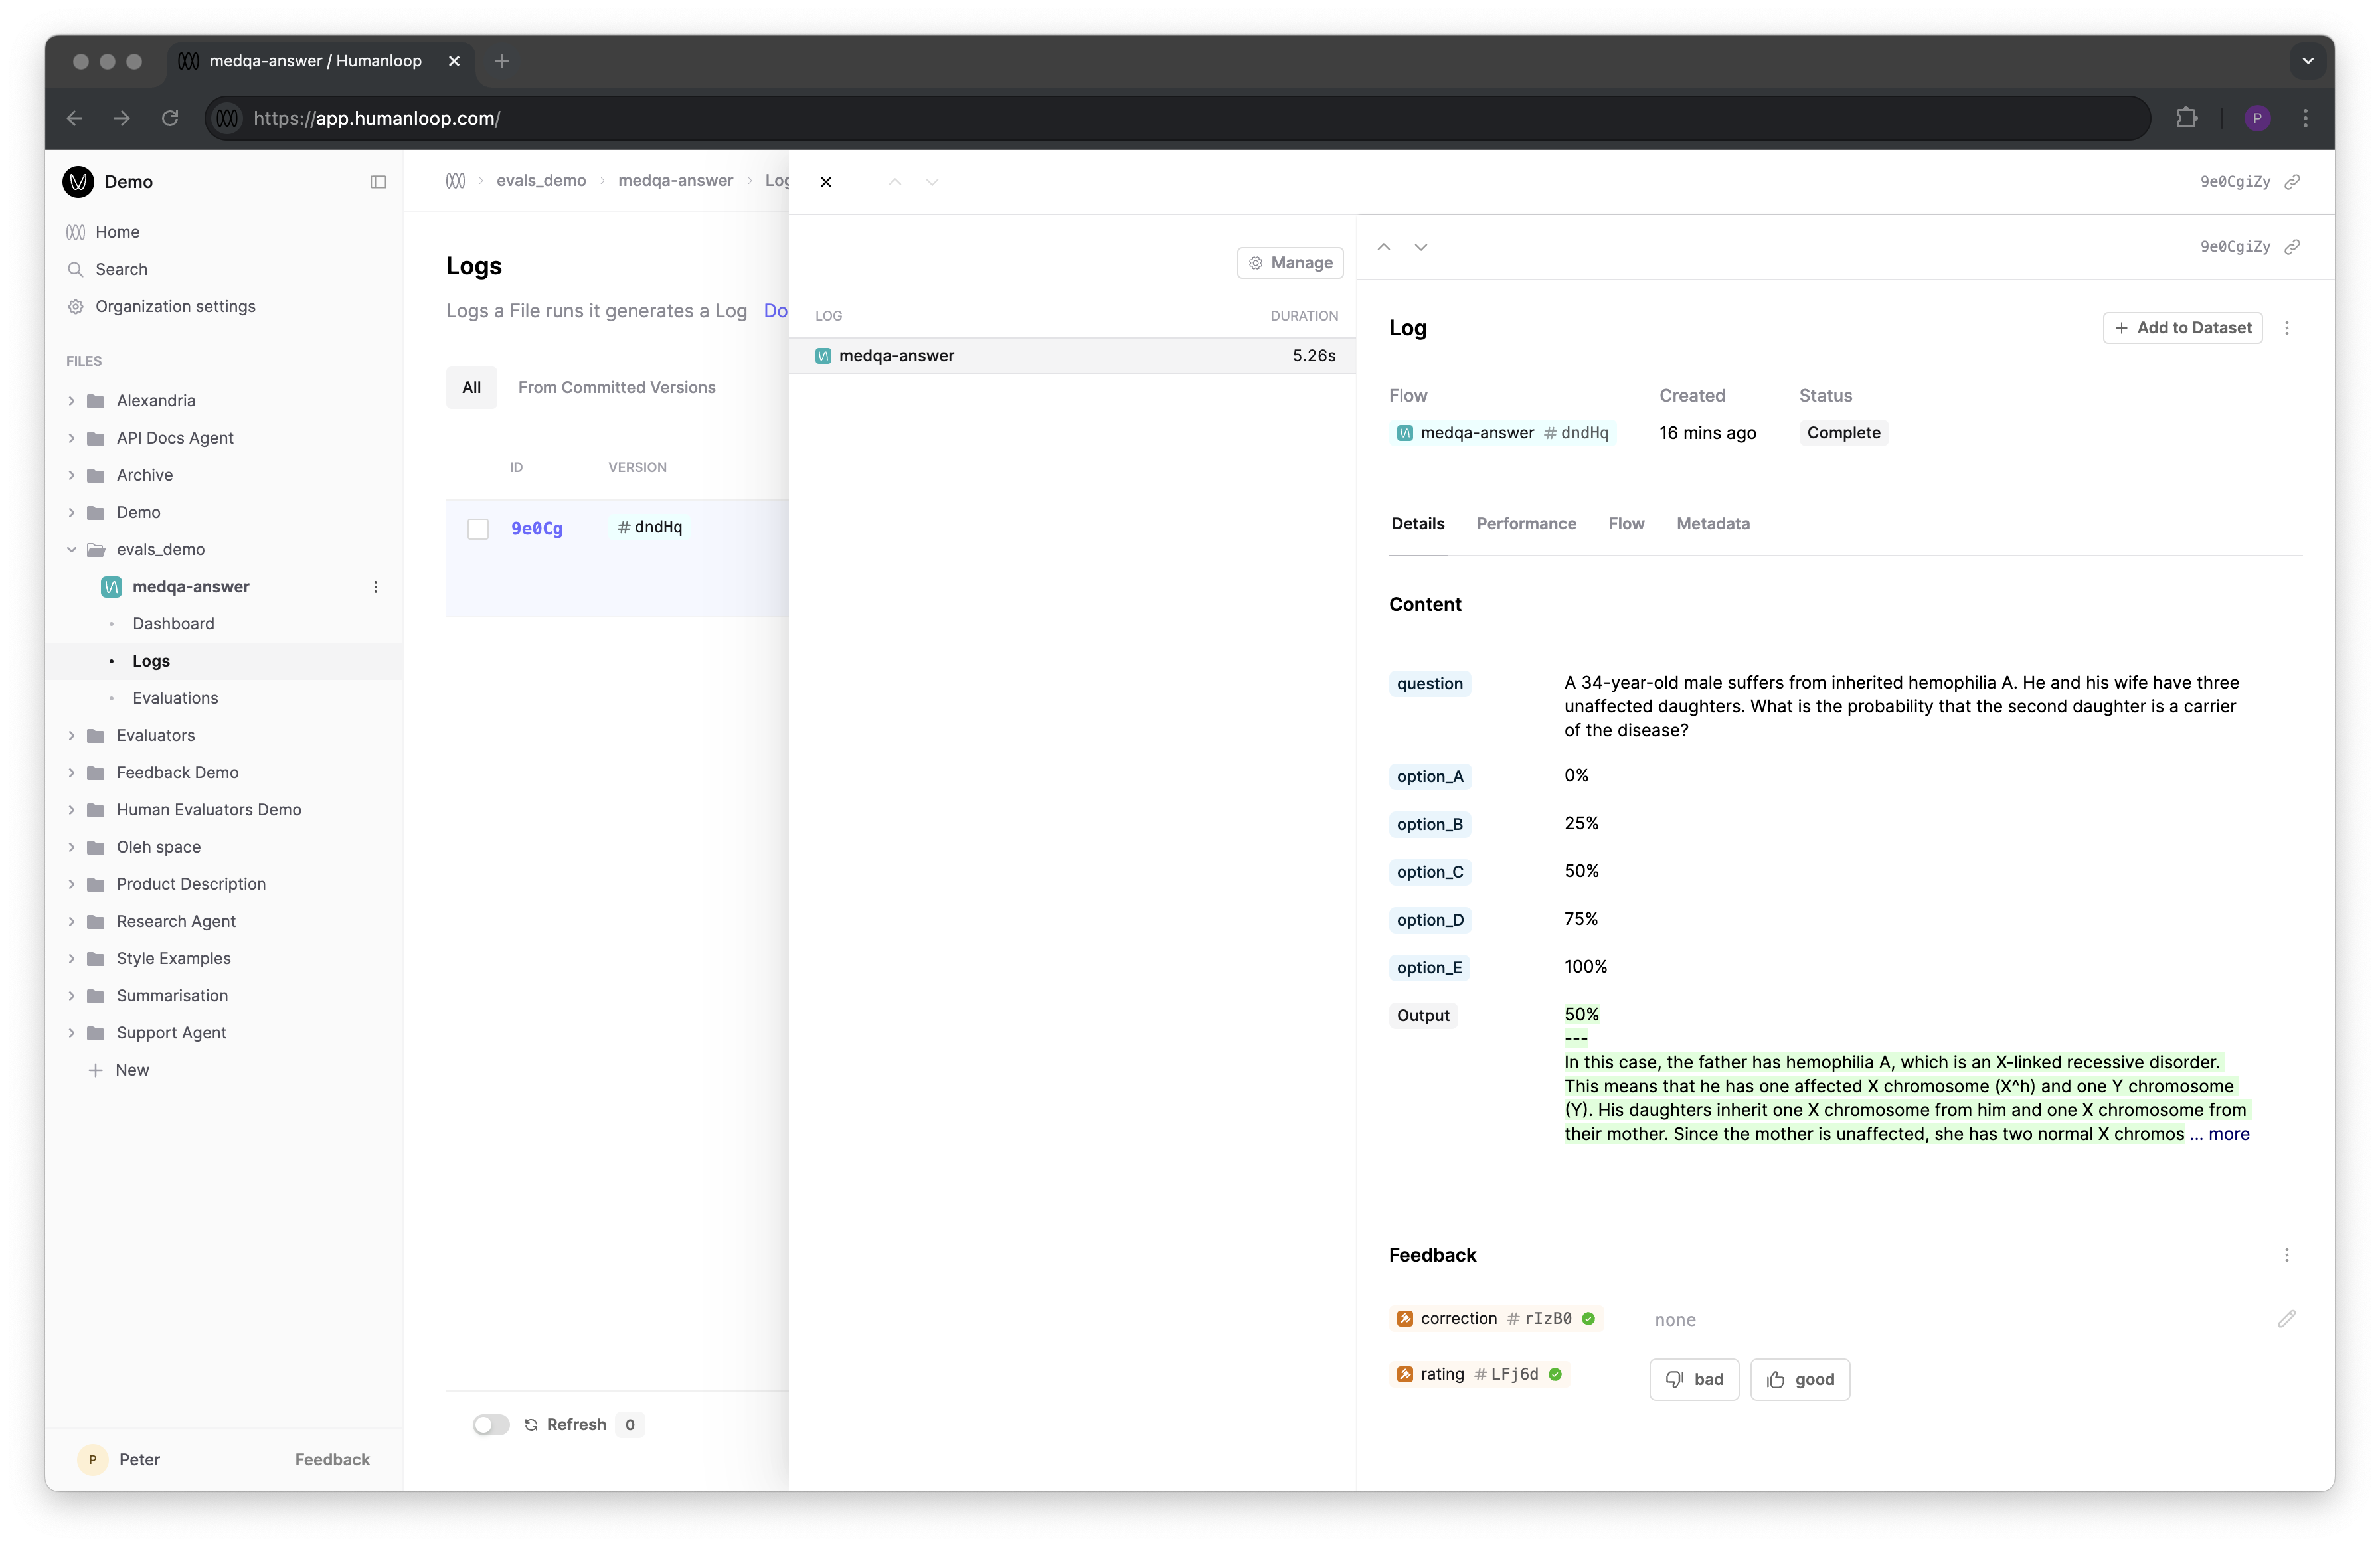 medqa-answer / Humanloop
https://app.humanloop.com/
Demo
Home
Search
Organization settings
FILES
Alexandria
API Docs Agent
Archive
Demo
evals_demo
medqa-answer
Dashboard
Logs
Evaluations
Evaluators
Feedback Demo
Human Evaluators Demo
Oleh space
Product Description
Research Agent
Style Examples
Summarisation
Support Agent
New
P Peter Feedback
evals_demo > medqa-answer > Log
Logs
Logs a File runs it generates a Log Do
All From Committed Versions
ID VERSION
9e0Cg # dndHq
Refresh 0
9e0CgiZy
Manage
LOG DURATION
medqa-answer 5.26s
9e0CgiZy
Log
+ Add to Dataset
Flow Created Status
medqa-answer # dndHq 16 mins ago Complete
Details Performance Flow Metadata
Content
question A 34-year-old male suffers from inherited hemophilia A. He and his wife have three
unaffected daughters. What is the probability that the second daughter is a carrier
of the disease?
option_A 0%
option_B 25%
option_C 50%
option_D 75%
option_E 100%
Output 50%
---
In this case, the father has hemophilia A, which is an X-linked recessive disorder.
This means that he has one affected X chromosome (X^h) and one Y chromosome
(Y). His daughters inherit one X chromosome from him and one X chromosome from
their mother. Since the mother is unaffected, she has two normal X chromos ... more
Feedback
correction # rIzB0 none
rating # LFj6d bad good
P